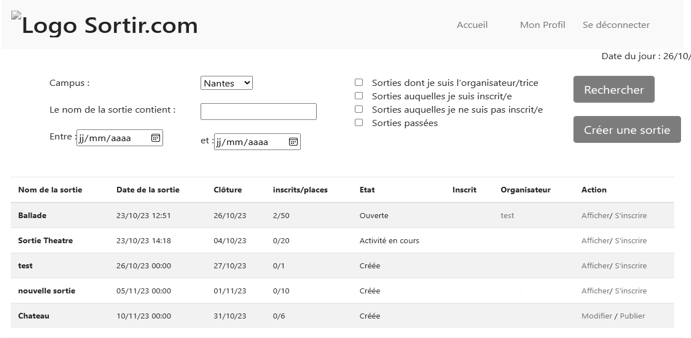 Logo Sortir.com
Accueil Mon Profil Se déconnecter
Date du jour : 26/10/
Campus : Nantes
Le nom de la sortie contient :
Entre : jj/mm/aaaa et : jj/mm/aaaa
Sorties dont je suis l'organisateur/trice
Sorties auquelles je suis inscrit/e
Sorties auquelles je ne suis pas inscrit/e
Sorties passées
Rechercher
Créer une sortie
Nom de la sortie Date de la sortie Clôture inscrits/places Etat Inscrit Organisateur Action
Ballade 23/10/23 12:51 26/10/23 2/50 Ouverte test Afficher/ S'inscrire
Sortie Theatre 23/10/23 14:18 04/10/23 0/20 Activité en cours Afficher/ S'inscrire
test 26/10/23 00:00 27/10/23 0/1 Créée Afficher/ S'inscrire
nouvelle sortie 05/11/23 00:00 01/11/23 0/10 Créée Afficher/ S'inscrire
Chateau 10/11/23 00:00 31/10/23 0/6 Créée Modifier / Publier